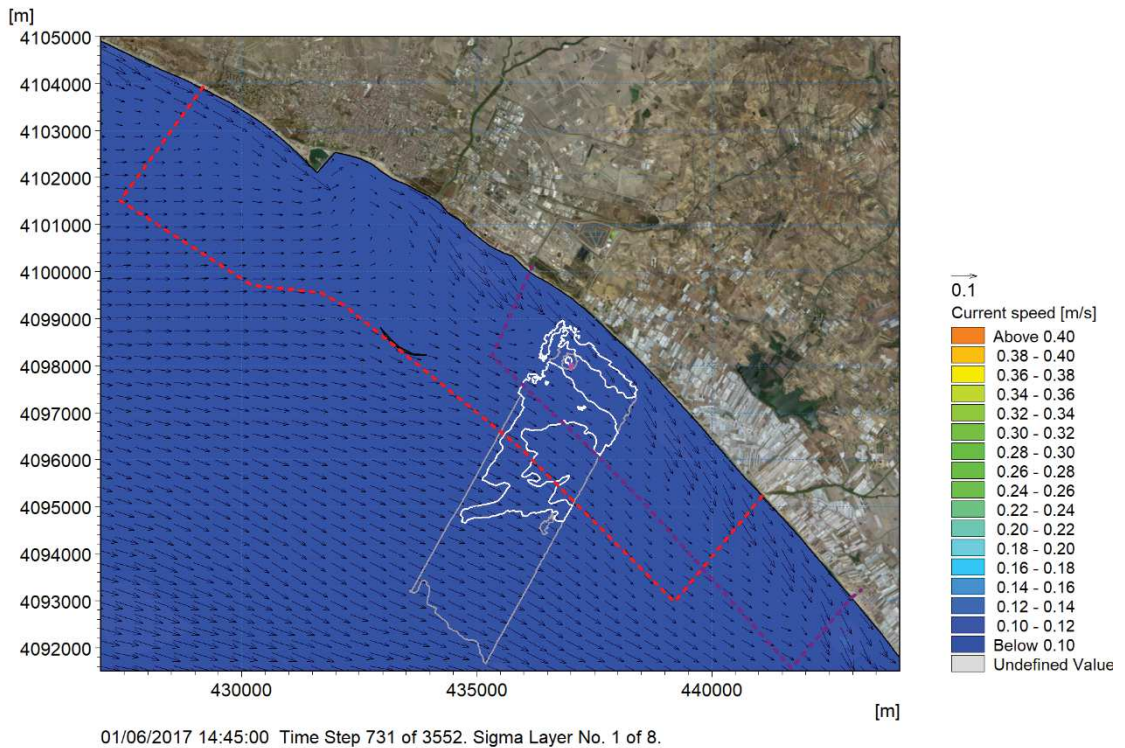 [m]
4105000
4104000
4103000
4102000
4101000
4100000
4099000
4098000
4097000
4096000
4095000
4094000
4093000
4092000
430000
435000
440000
[m]
0.1
Current speed [m/s]
Above 0.40
0.38 - 0.40
0.36 - 0.38
0.34 - 0.36
0.32 - 0.34
0.30 - 0.32
0.28 - 0.30
0.26 - 0.28
0.24 - 0.26
0.22 - 0.24
0.20 - 0.22
0.18 - 0.20
0.16 - 0.18
0.14 - 0.16
0.12 - 0.14
0.10 - 0.12
Below 0.10
Undefined Value
01/06/2017 14:45:00 Time Step 731 of 3552. Sigma Layer No. 1 of 8.